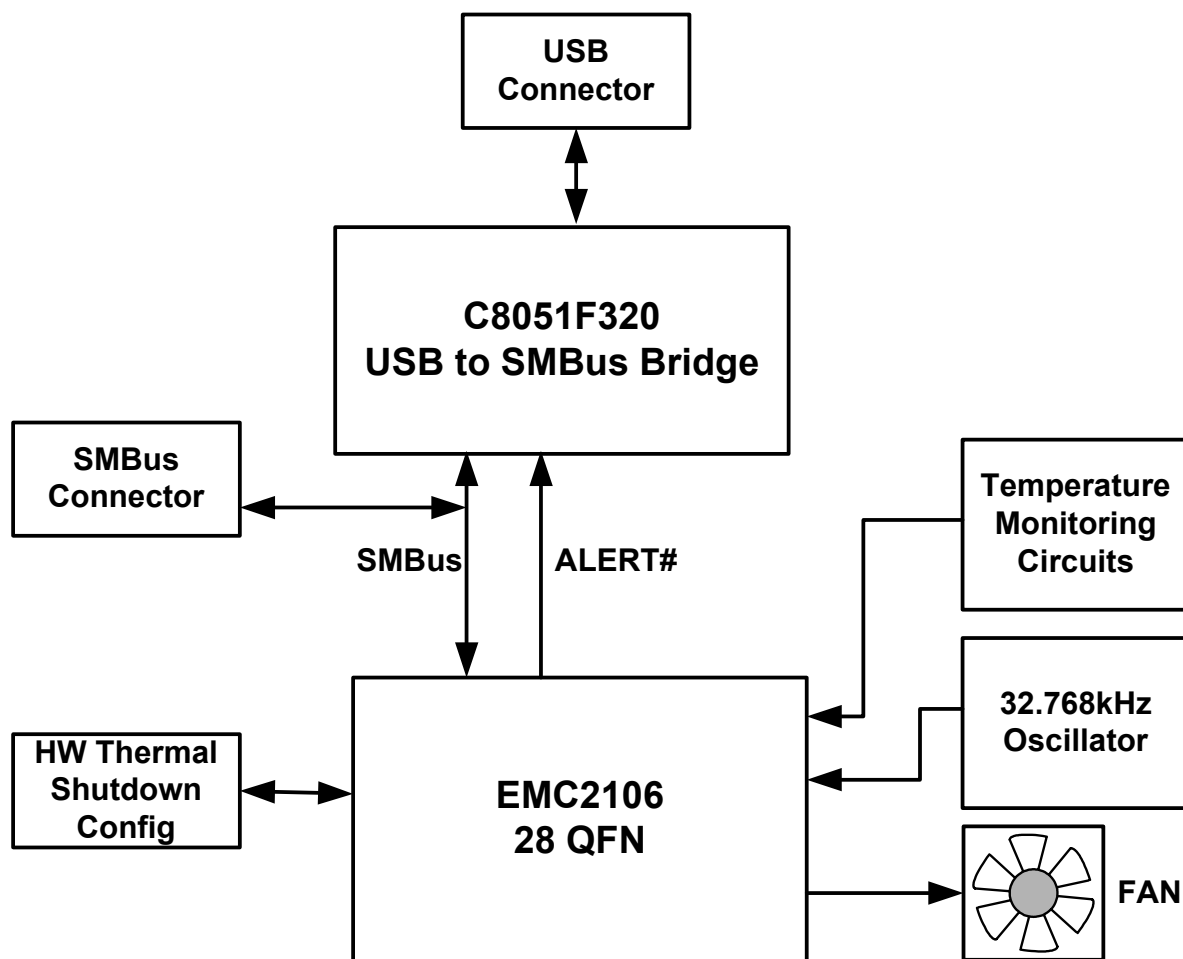 USB
Connector
C8051F320
USB to SMBus Bridge
SMBus
Connector
SMBus
ALERT#
Temperature
Monitoring
Circuits
32.768kHz
Oscillator
HW Thermal
Shutdown
Config
EMC2106
28 QFN
FAN